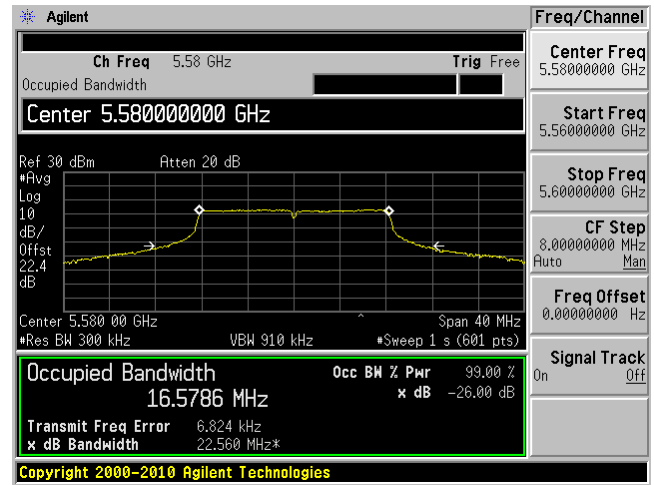 Agilent
Freq/Channel
Ch Freq 5.58 GHz Trig Free
Occupied Bandwidth
Center 5.580000000 GHz
Ref 30 dBm Atten 20 dB
#Avg
Log
10
dB/
Offst
22.4
dB
Center 5.580 00 GHz Span 40 MHz
#Res BW 300 kHz VBW 910 kHz #Sweep 1 s (601 pts)
Occupied Bandwidth Occ BW % Pwr 99.00 %
16.5786 MHz x dB -26.00 dB
Transmit Freq Error 6.824 kHz
x dB Bandwidth 22.560 MHz*
Copyright 2000-2010 Agilent Technologies
Center Freq
5.58000000 GHz
Start Freq
5.56000000 GHz
Stop Freq
5.60000000 GHz
CF Step
8.00000000 MHz
Auto Man
Freq Offset
0.00000000 Hz
Signal Track
On Off